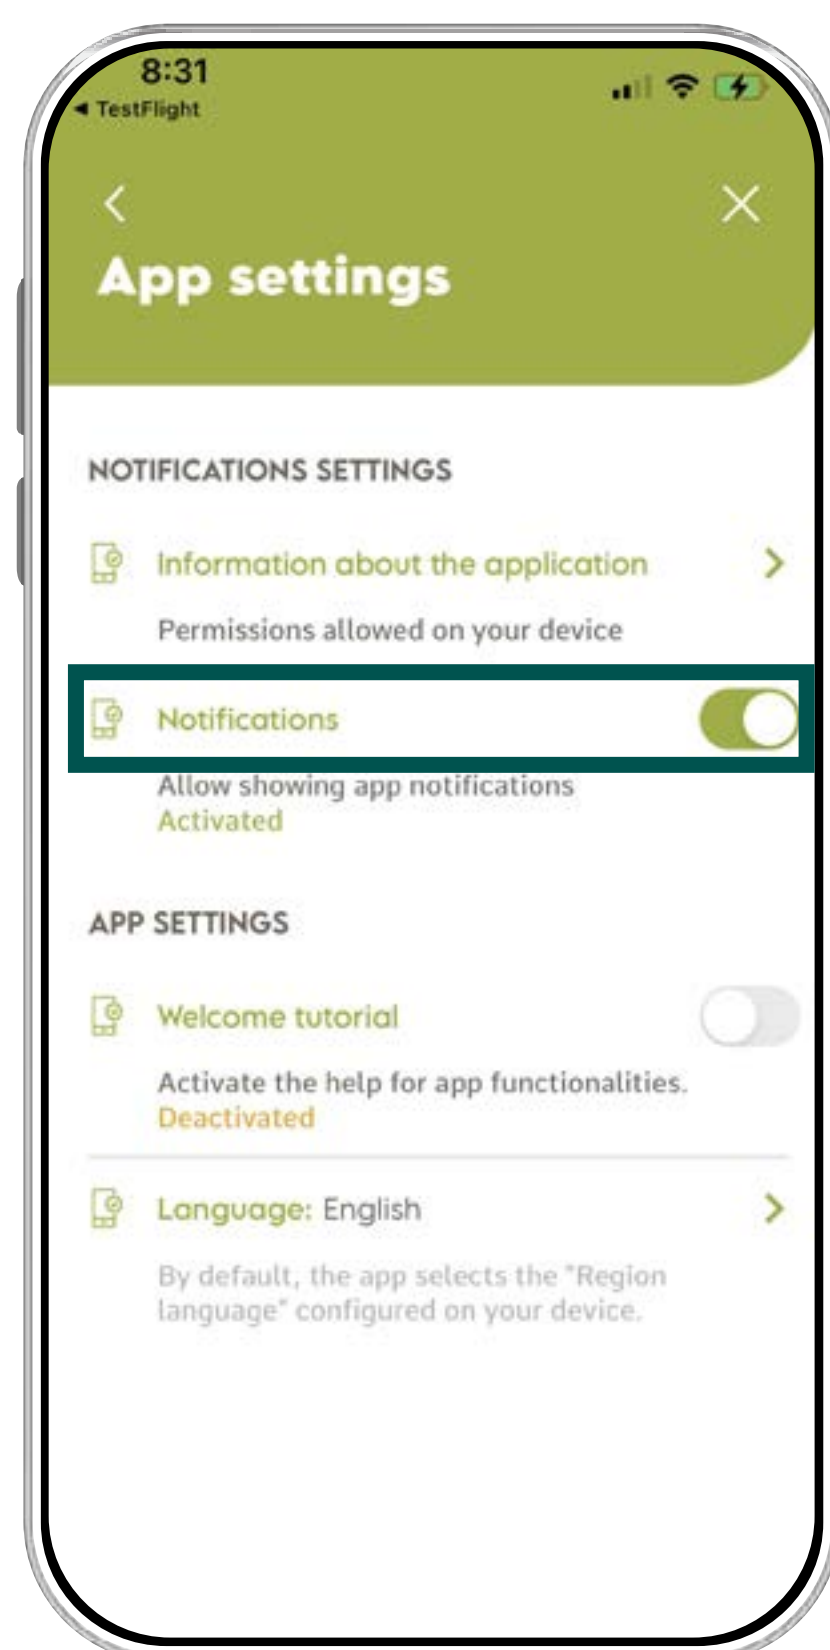 8:31
◀ TestFlight
App settings
NOTIFICATIONS SETTINGS
Information about the application
Permissions allowed on your device
Notifications
Allow showing app notifications
Activated
APP SETTINGS
Welcome tutorial
Activate the help for app functionalities.
Deactivated
Language: English
By default, the app selects the "Region
language" configured on your device.